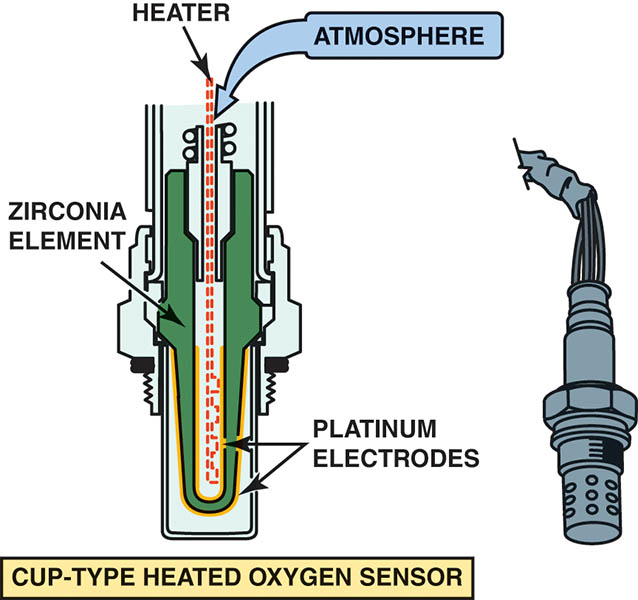 HEATER
ATMOSPHERE
ZIRCONIA
ELEMENT
PLATINUM
ELECTRODES
CUP-TYPE HEATED OXYGEN SENSOR